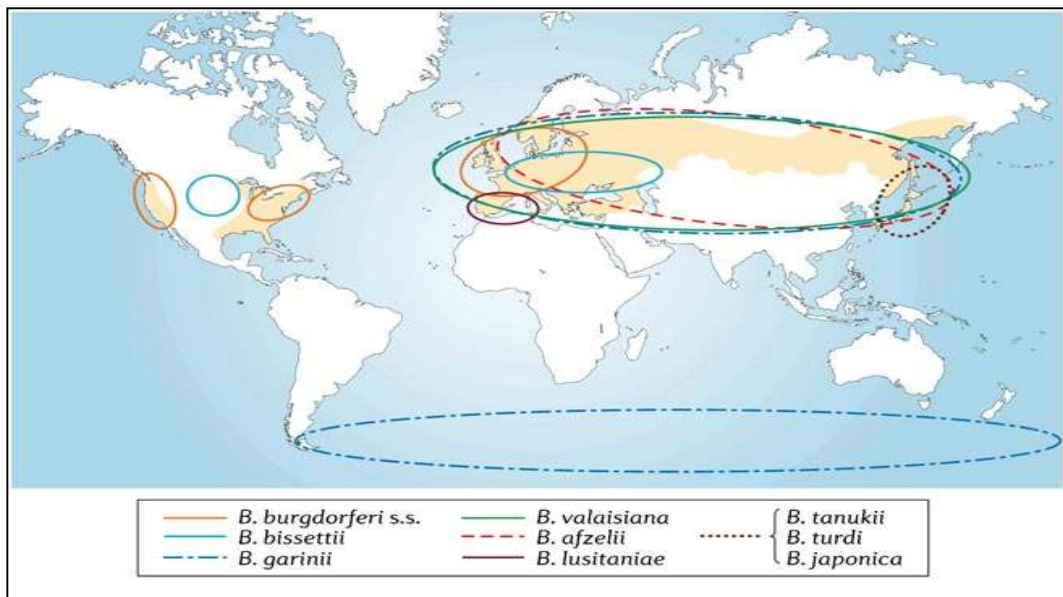 B. burgdorferi s.s.
B. bissettii
B. garinii
B. valaisiana
B. afzelii
B. lusitaniae
B. tanukii
B. turdi
B. japonica